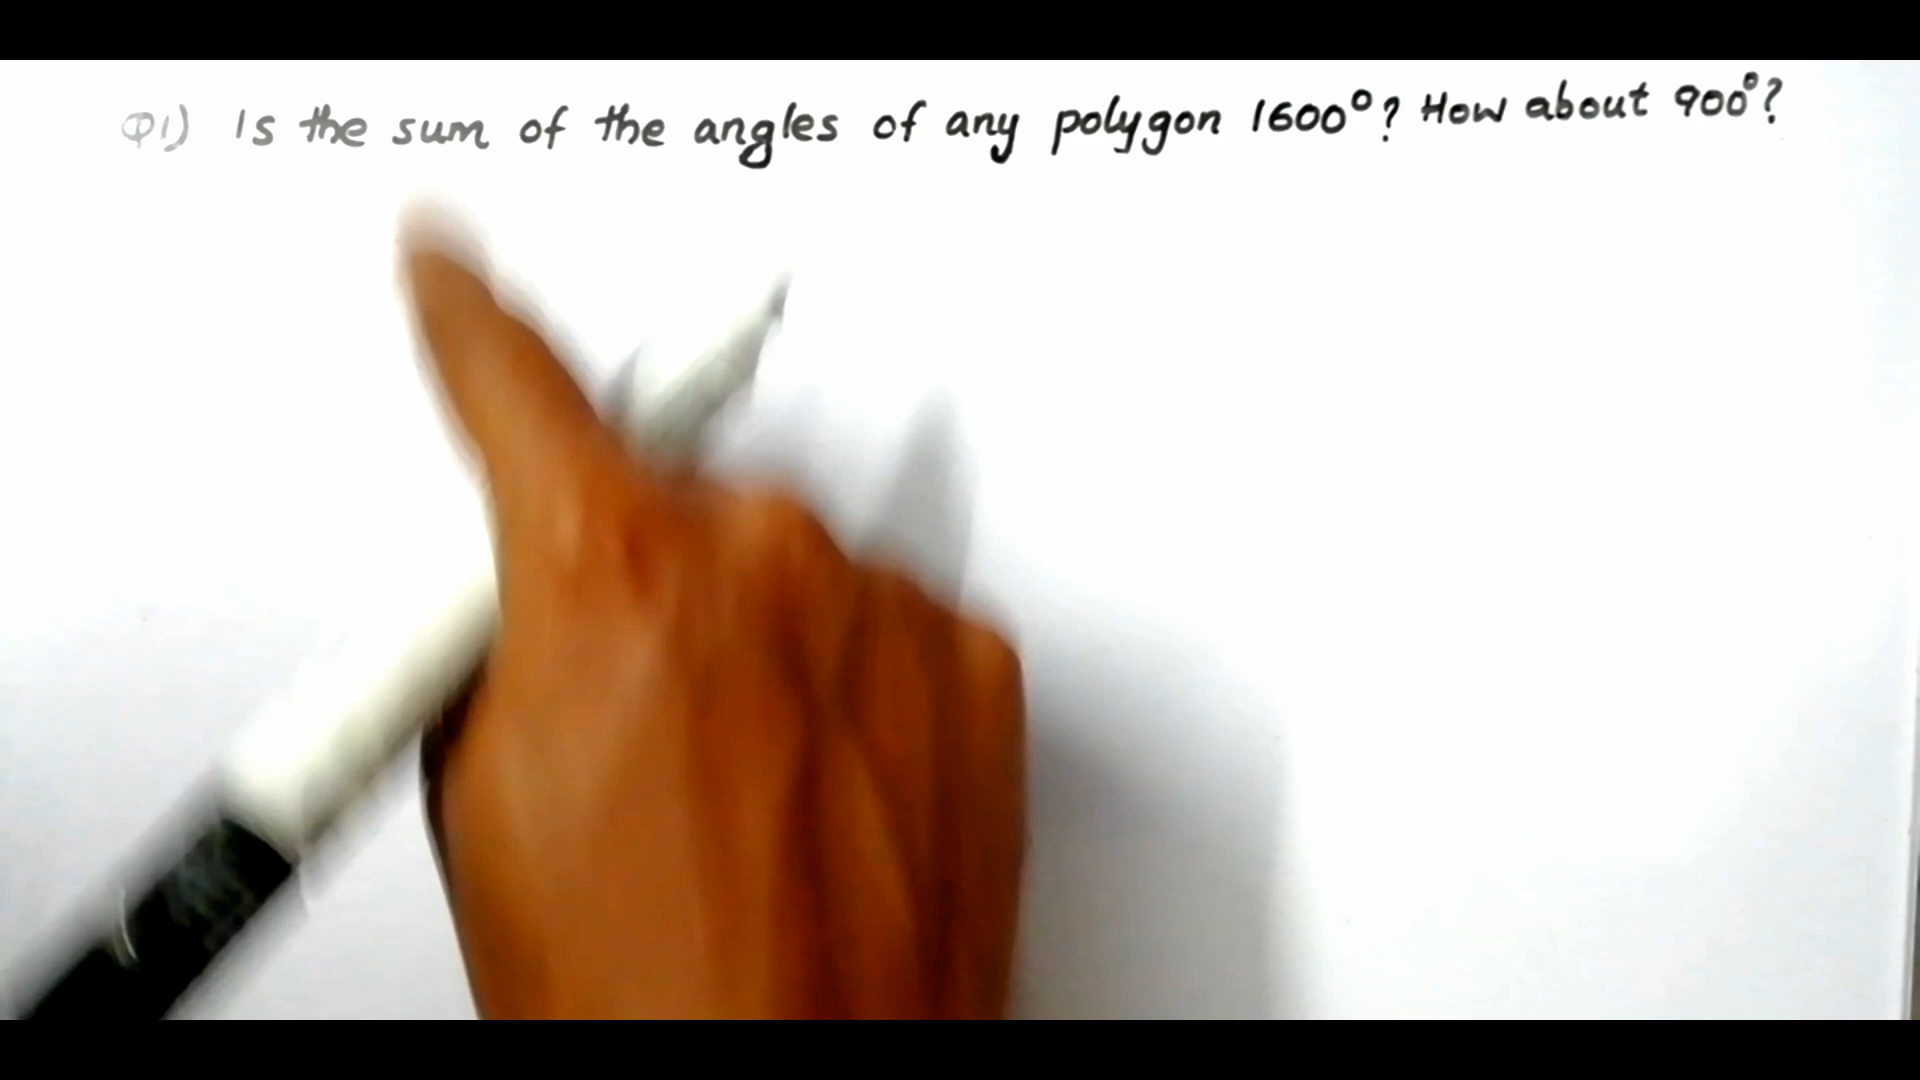 Q1) Is the sum of the angles of any polygon 1600°? How about 900°?